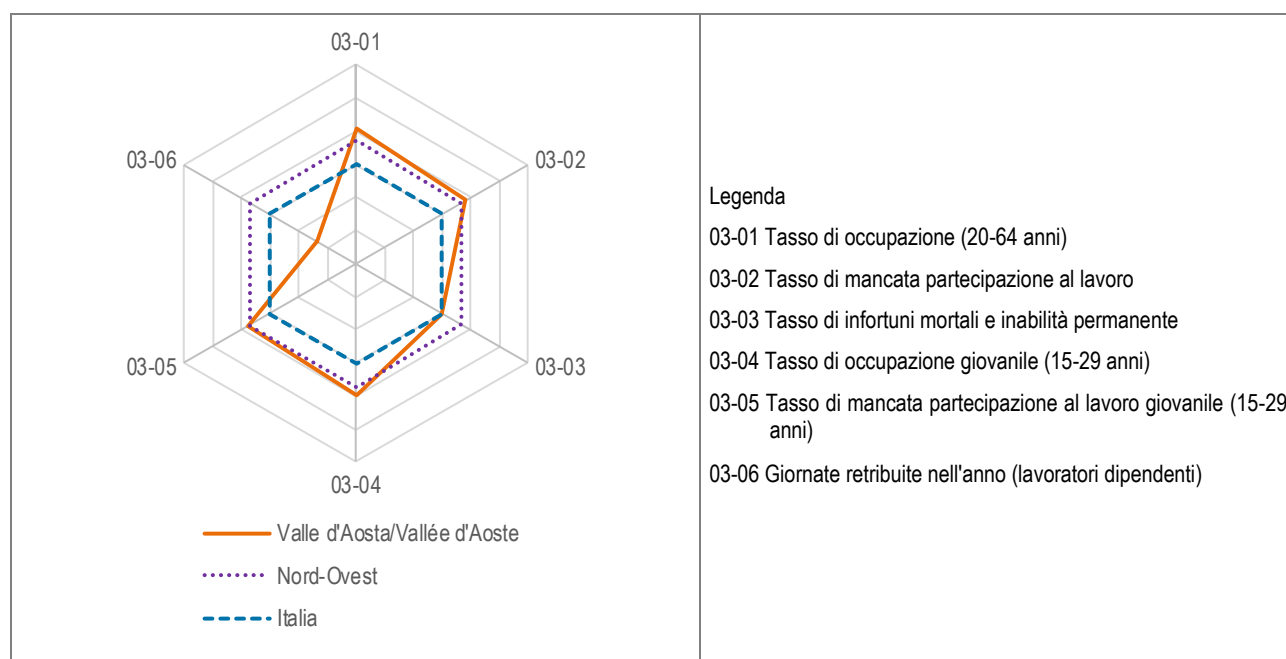 03-01
03-06
03-02
03-05
03-03
03-04
Valle d'Aosta/Vallée d'Aoste
Nord-Ovest
Italia
Legenda
03-01 Tasso di occupazione (20-64 anni)
03-02 Tasso di mancata partecipazione al lavoro
03-03 Tasso di infortuni mortali e inabilità permanente
03-04 Tasso di occupazione giovanile (15-29 anni)
03-05 Tasso di mancata partecipazione al lavoro giovanile (15-29
anni)
03-06 Giornate retribuite nell'anno (lavoratori dipendenti)